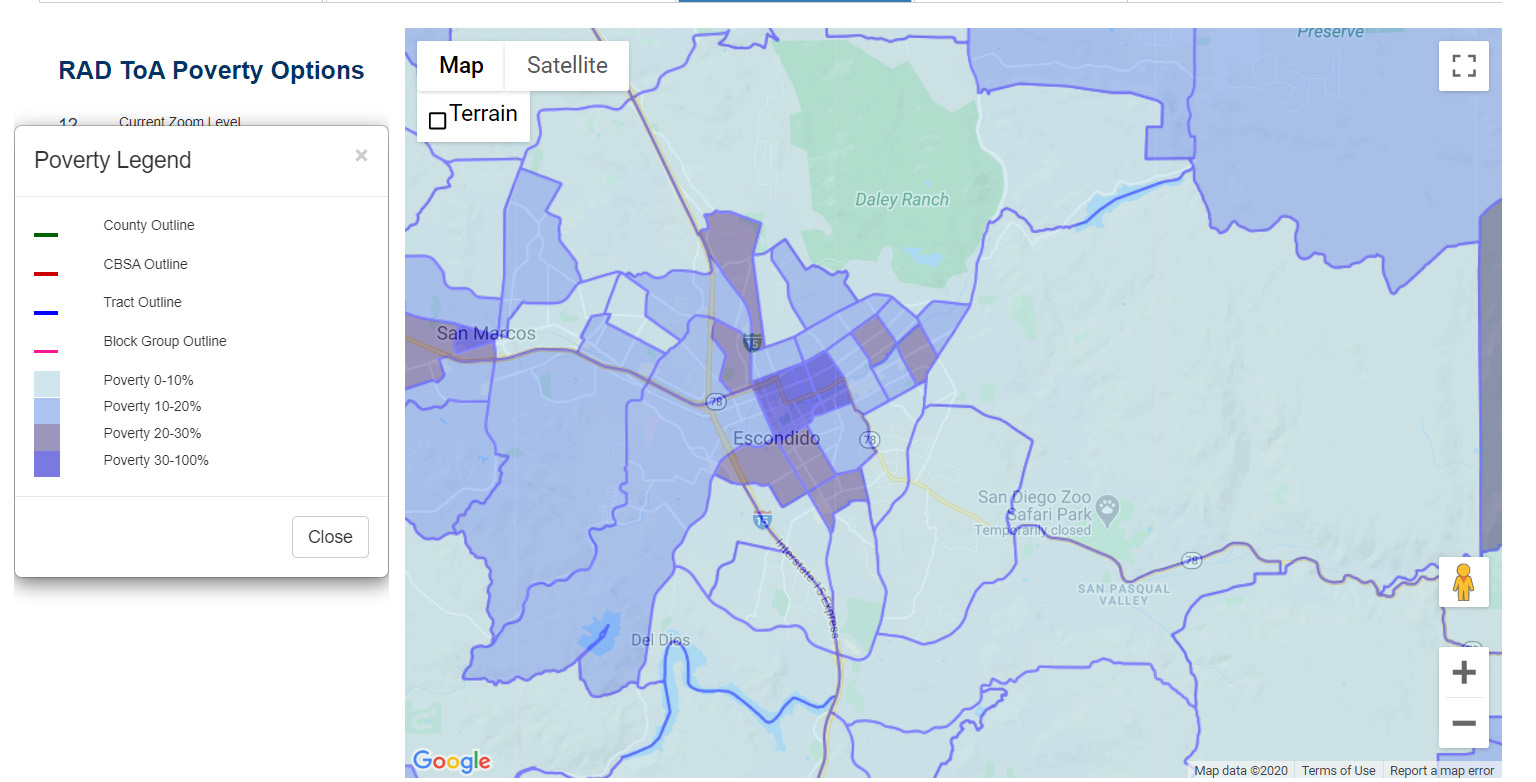 RAD ToA Poverty Options
12 Current Zoom Level
Poverty Legend ×
County Outline
CBSA Outline
Tract Outline
Block Group Outline
Poverty 0-10%
Poverty 10-20%
Poverty 20-30%
Poverty 30-100%
Close
Map Satellite
Terrain
Preserve
Daley Ranch
San Marcos
15
78
Escondido
78
San Diego Zoo
Safari Park
Temporarily closed
15
Interstate 15 Express
78
SAN PASQUAL
VALLEY
Del Dios
Google
Map data ©2020 Terms of Use Report a map error